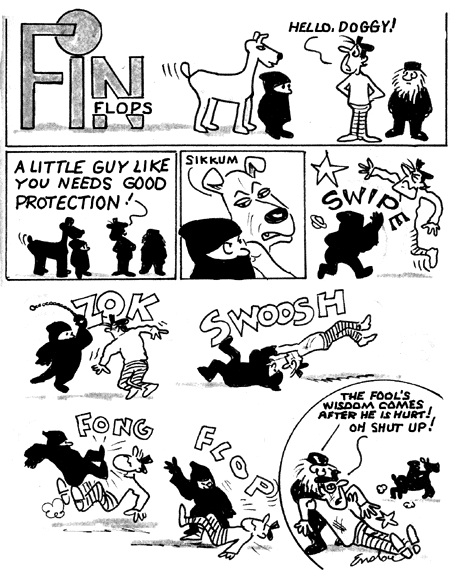 FIN
FLOPS
HELLO, DOGGY!
A LITTLE GUY LIKE
YOU NEEDS GOOD
PROTECTION!
SIKKUM
SWIPE
ZOK
SWOOSH
FONG
FLOP
THE FOOL'S
WISDOM COMES
AFTER HE IS HURT!
OH SHUT UP!